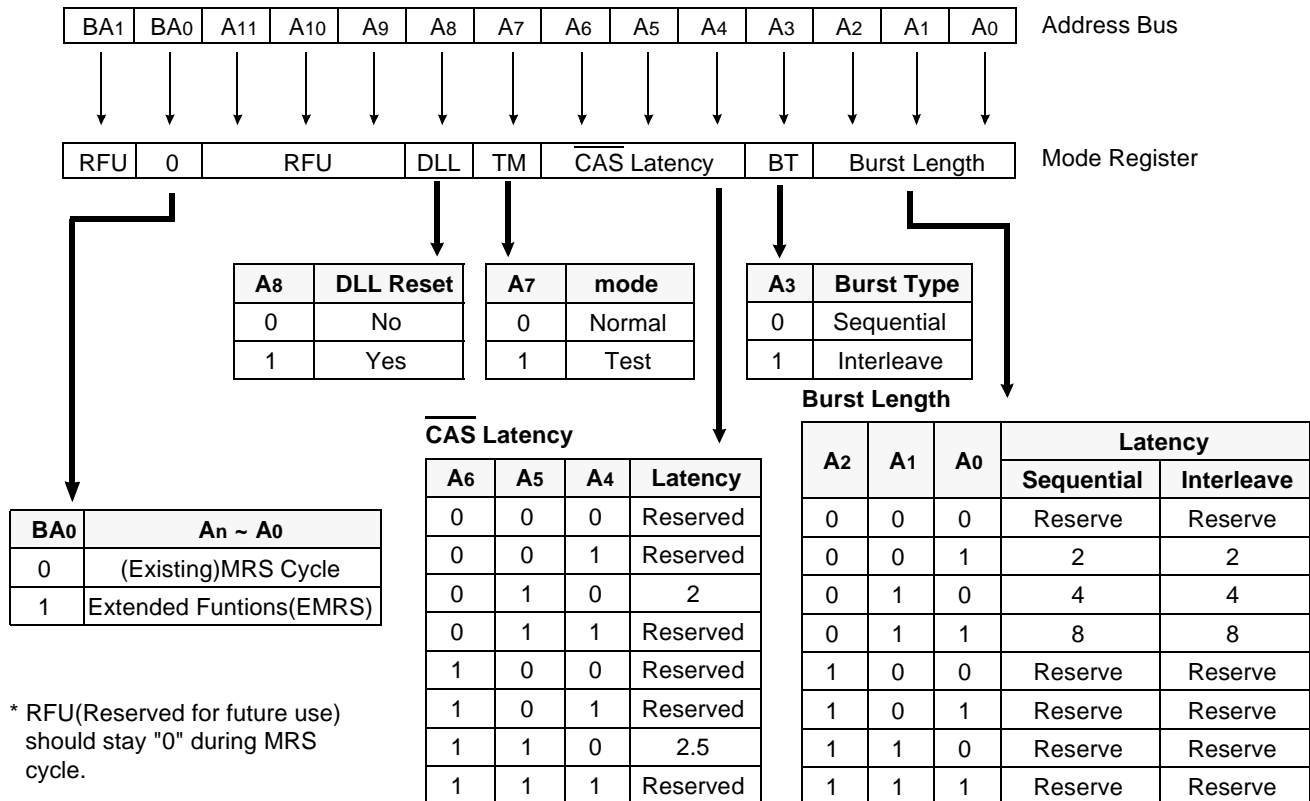 BA1 BA0 A11 A10 A9 A8 A7 A6 A5 A4 A3 A2 A1 A0 Address Bus
RFU 0 RFU DLL TM CAS Latency BT Burst Length Mode Register
A8 DLL Reset
0 No
1 Yes
A7 mode
0 Normal
1 Test
A3 Burst Type
0 Sequential
1 Interleave
BA0 An ~ A0
0 (Existing)MRS Cycle
1 Extended Funtions(EMRS)
* RFU(Reserved for future use)
should stay "0" during MRS
cycle.
CAS Latency
A6 A5 A4 Latency
0 0 0 Reserved
0 0 1 Reserved
0 1 0 2
0 1 1 Reserved
1 0 0 Reserved
1 0 1 Reserved
1 1 0 2.5
1 1 1 Reserved
Burst Length
A2 A1 A0 Latency
Sequential Interleave
0 0 0 Reserve Reserve
0 0 1 2 2
0 1 0 4 4
0 1 1 8 8
1 0 0 Reserve Reserve
1 0 1 Reserve Reserve
1 1 0 Reserve Reserve
1 1 1 Reserve Reserve